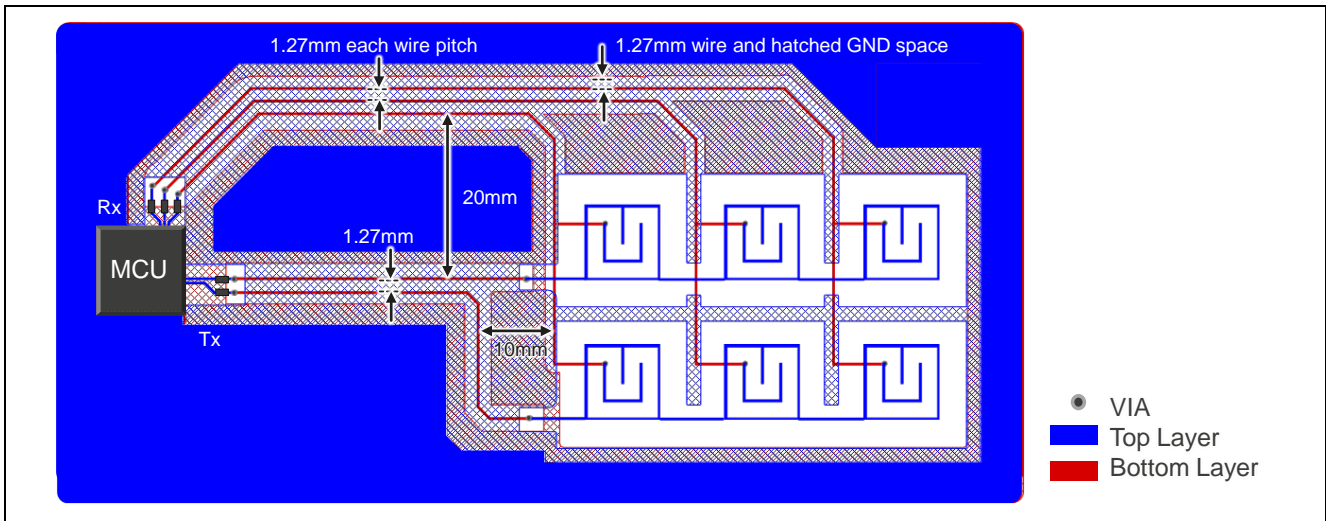 1.27mm each wire pitch
1.27mm wire and hatched GND space
20mm
Rx
1.27mm
MCU
Tx
10mm
VIA
Top Layer
Bottom Layer